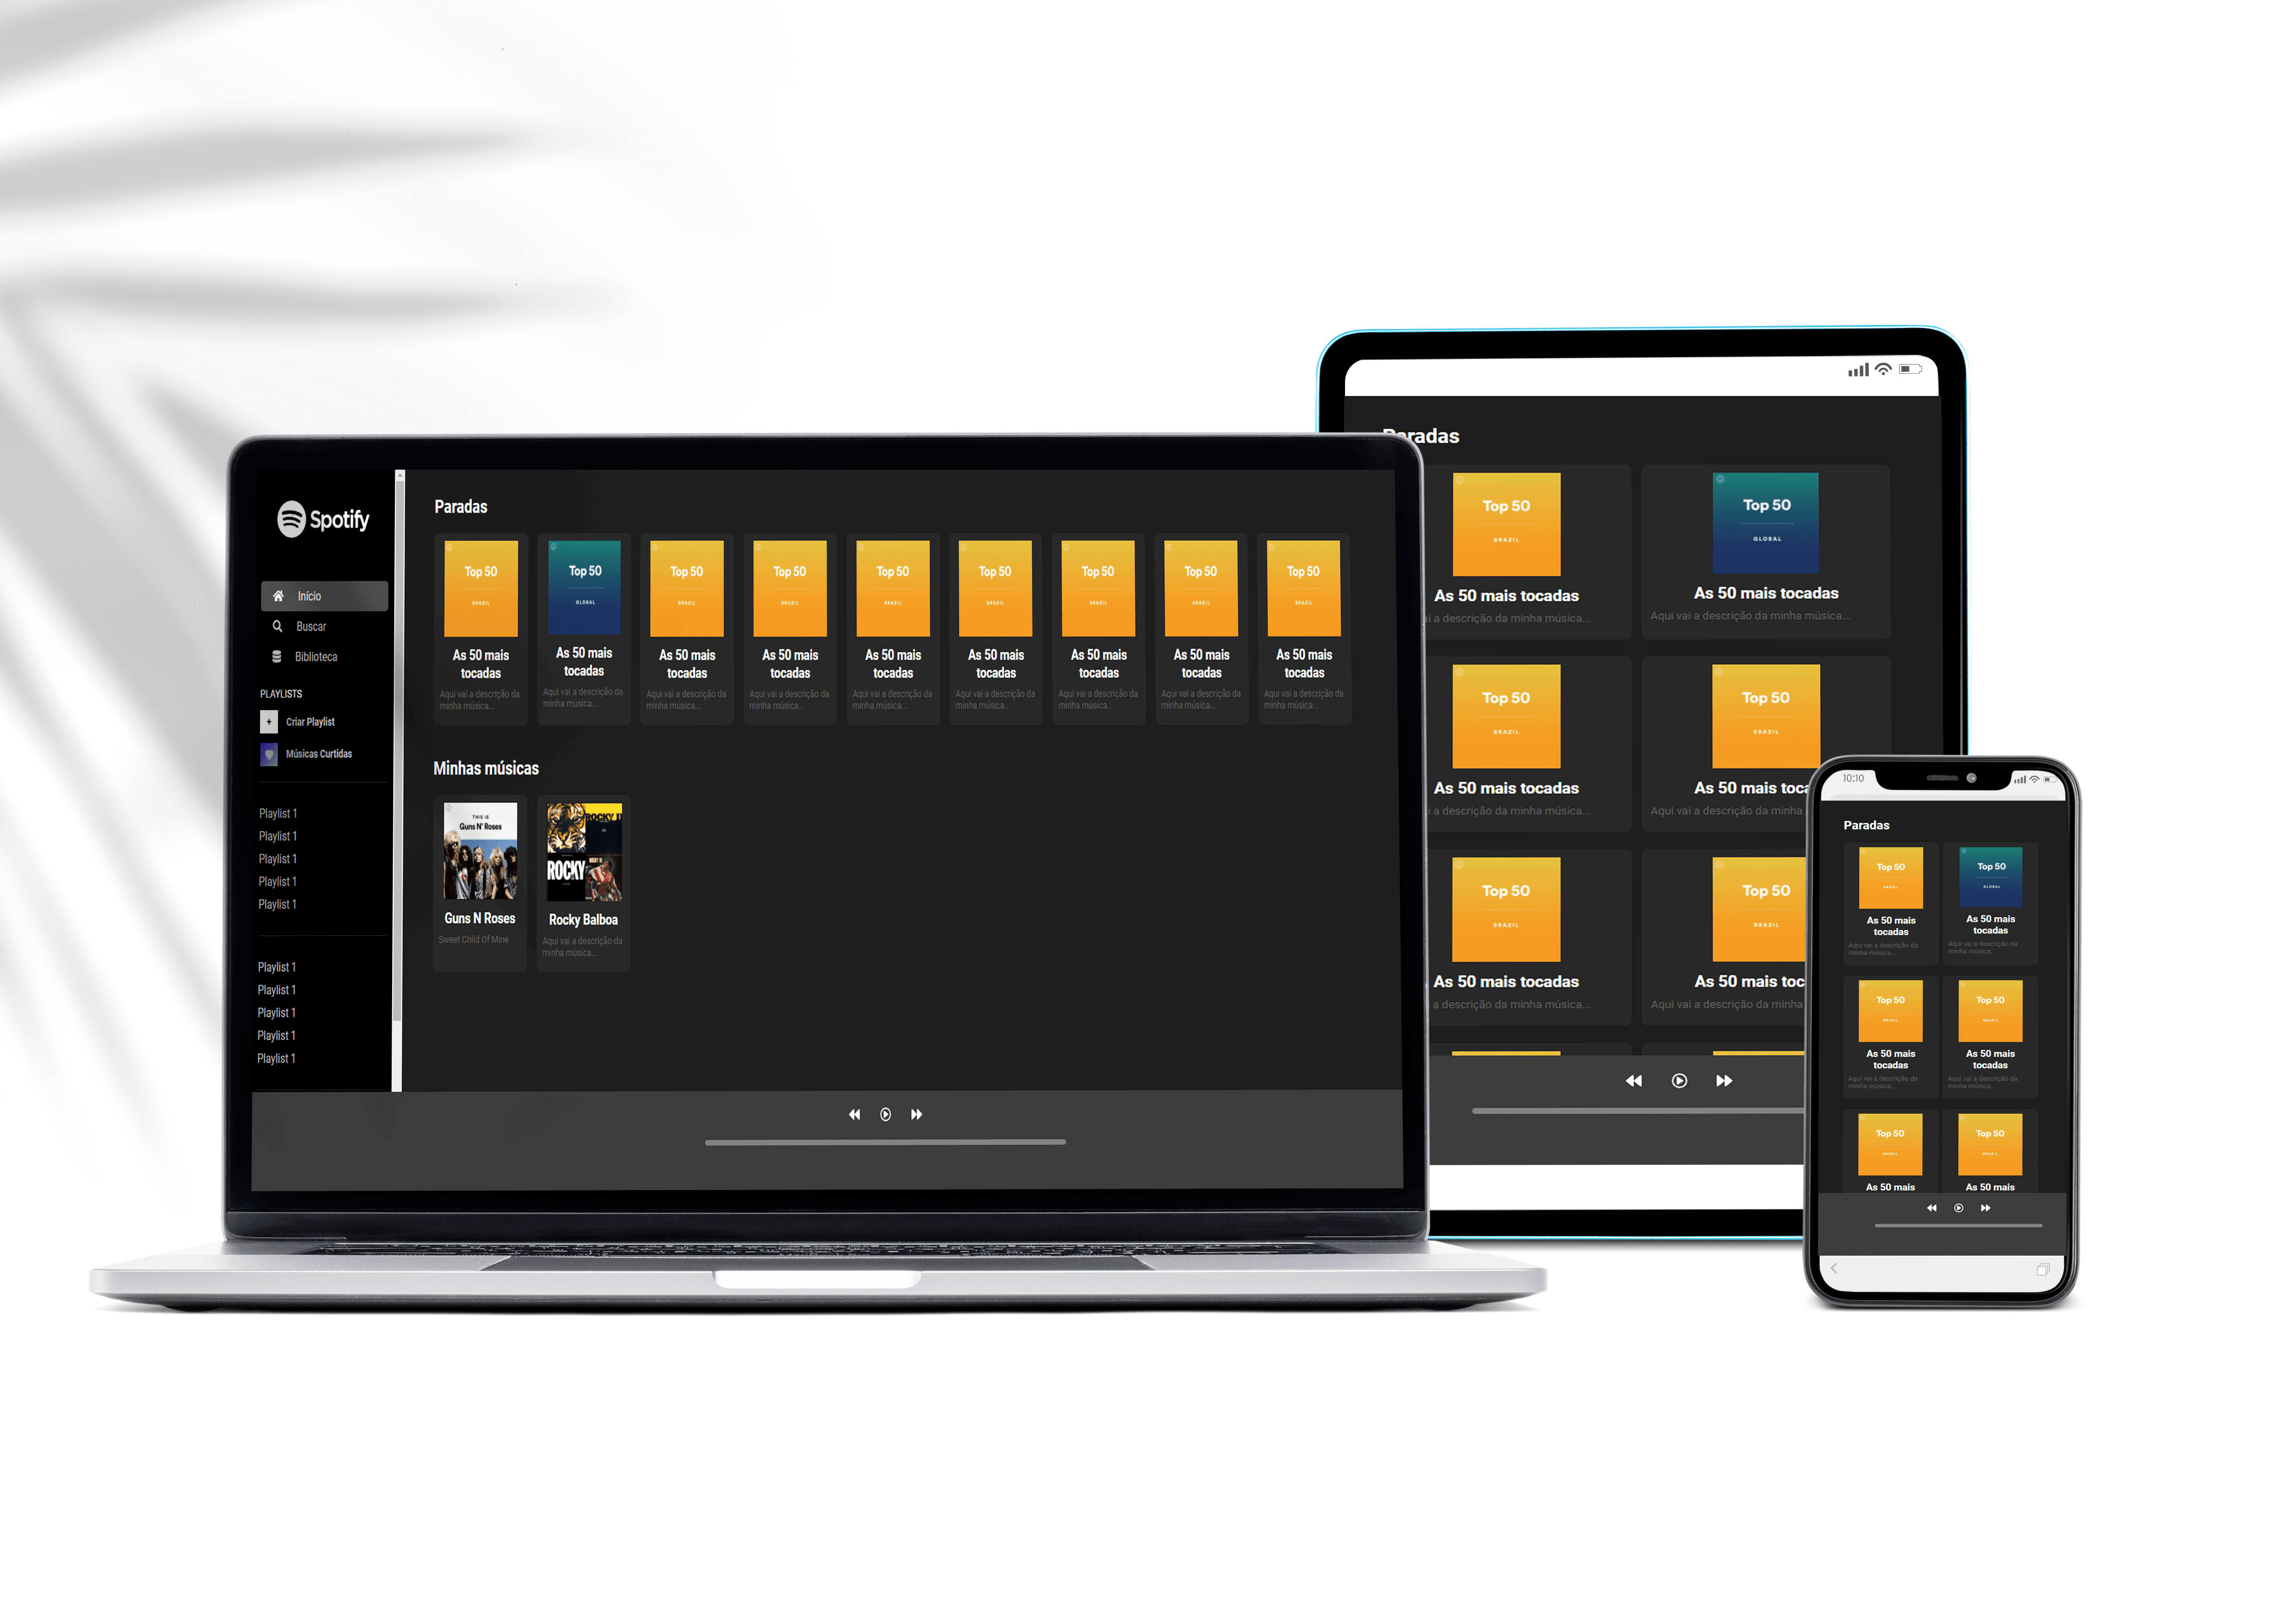 Spotify
Início
Buscar
Biblioteca
PLAYLISTS
+ Criar Playlist
Músicas Curtidas
Playlist 1
Playlist 1
Playlist 1
Playlist 1
Playlist 1
Playlist 1
Playlist 1
Playlist 1
Playlist 1
Playlist 1
Paradas
Top 50
BRAZIL
As 50 mais
tocadas
Aqui vai a descrição da
minha música...
Top 50
GLOBAL
As 50 mais
tocadas
Aqui vai a descrição da
minha música...
Top 50
BRAZIL
As 50 mais
tocadas
Aqui vai a descrição da
minha música...
Top 50
BRAZIL
As 50 mais
tocadas
Aqui vai a descrição da
minha música...
Top 50
BRAZIL
As 50 mais
tocadas
Aqui vai a descrição da
minha música...
Top 50
BRAZIL
As 50 mais
tocadas
Aqui vai a descrição da
minha música...
Top 50
BRAZIL
As 50 mais
tocadas
Aqui vai a descrição da
minha música...
Top 50
BRAZIL
As 50 mais
tocadas
Aqui vai a descrição da
minha música...
Top 50
BRAZIL
As 50 mais
tocadas
Aqui vai a descrição da
minha música...
Minhas músicas
THIS IS
Guns N' Roses
Guns N Roses
Sweet Child Of Mine
ROCKY II
ROCKY
ROCKY III
Rocky Balboa
Aqui vai a descrição da
minha música...
Paradas
Top 50
BRAZIL
As 50 mais tocadas
a descrição da minha música...
Top 50
GLOBAL
As 50 mais tocadas
Aqui vai a descrição da minha música...
Top 50
BRAZIL
As 50 mais tocadas
a descrição da minha música...
Top 50
BRAZIL
As 50 mais toca
Aqui vai a descrição da minha
Top 50
BRAZIL
As 50 mais tocadas
a descrição da minha música...
Top 50
BRAZIL
As 50 mais toc
Aqui vai a descrição da minha
10:10
Paradas
Top 50
BRAZIL
As 50 mais
tocadas
Aqui vai a descrição da
minha música...
Top 50
GLOBAL
As 50 mais
tocadas
Aqui vai a descrição da
minha música...
Top 50
BRAZIL
As 50 mais
tocadas
Aqui vai a descrição da
minha música...
Top 50
BRAZIL
As 50 mais
tocadas
Aqui vai a descrição da
minha música...
Top 50
BRAZIL
As 50 mais
Top 50
BRAZIL
As 50 mais